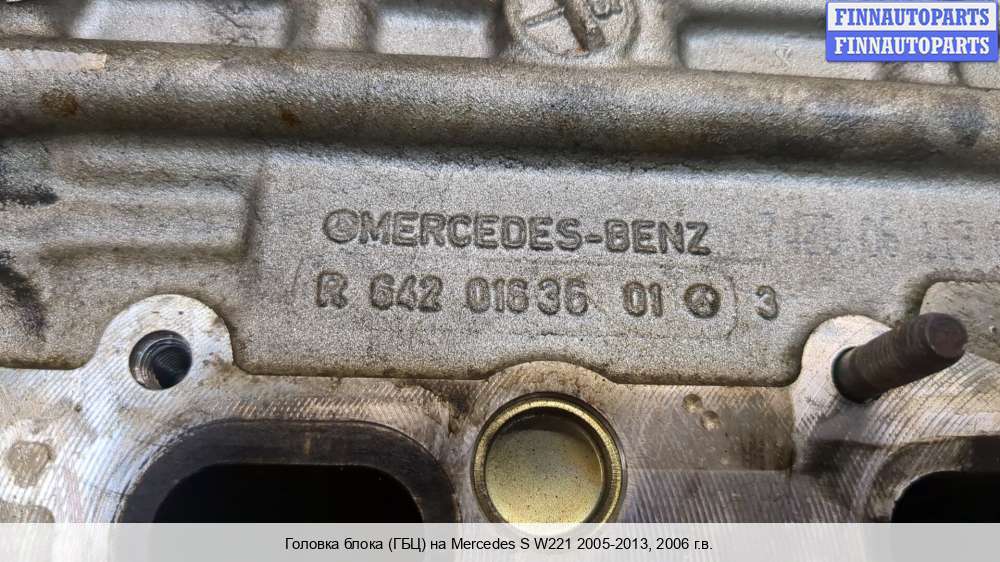 FINNAUTOPARTS
FINNAUTOPARTS
MERCEDES-BENZ
R 642 016 36 01 3
Головка блока (ГБЦ) на Mercedes S W221 2005-2013, 2006 г.в.